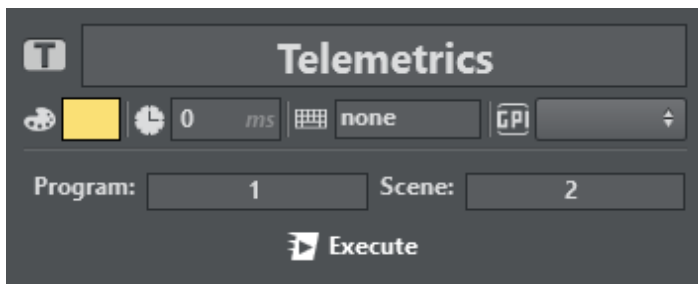 T Telemetrics
0 ms none GPI
Program: 1 Scene: 2
Execute